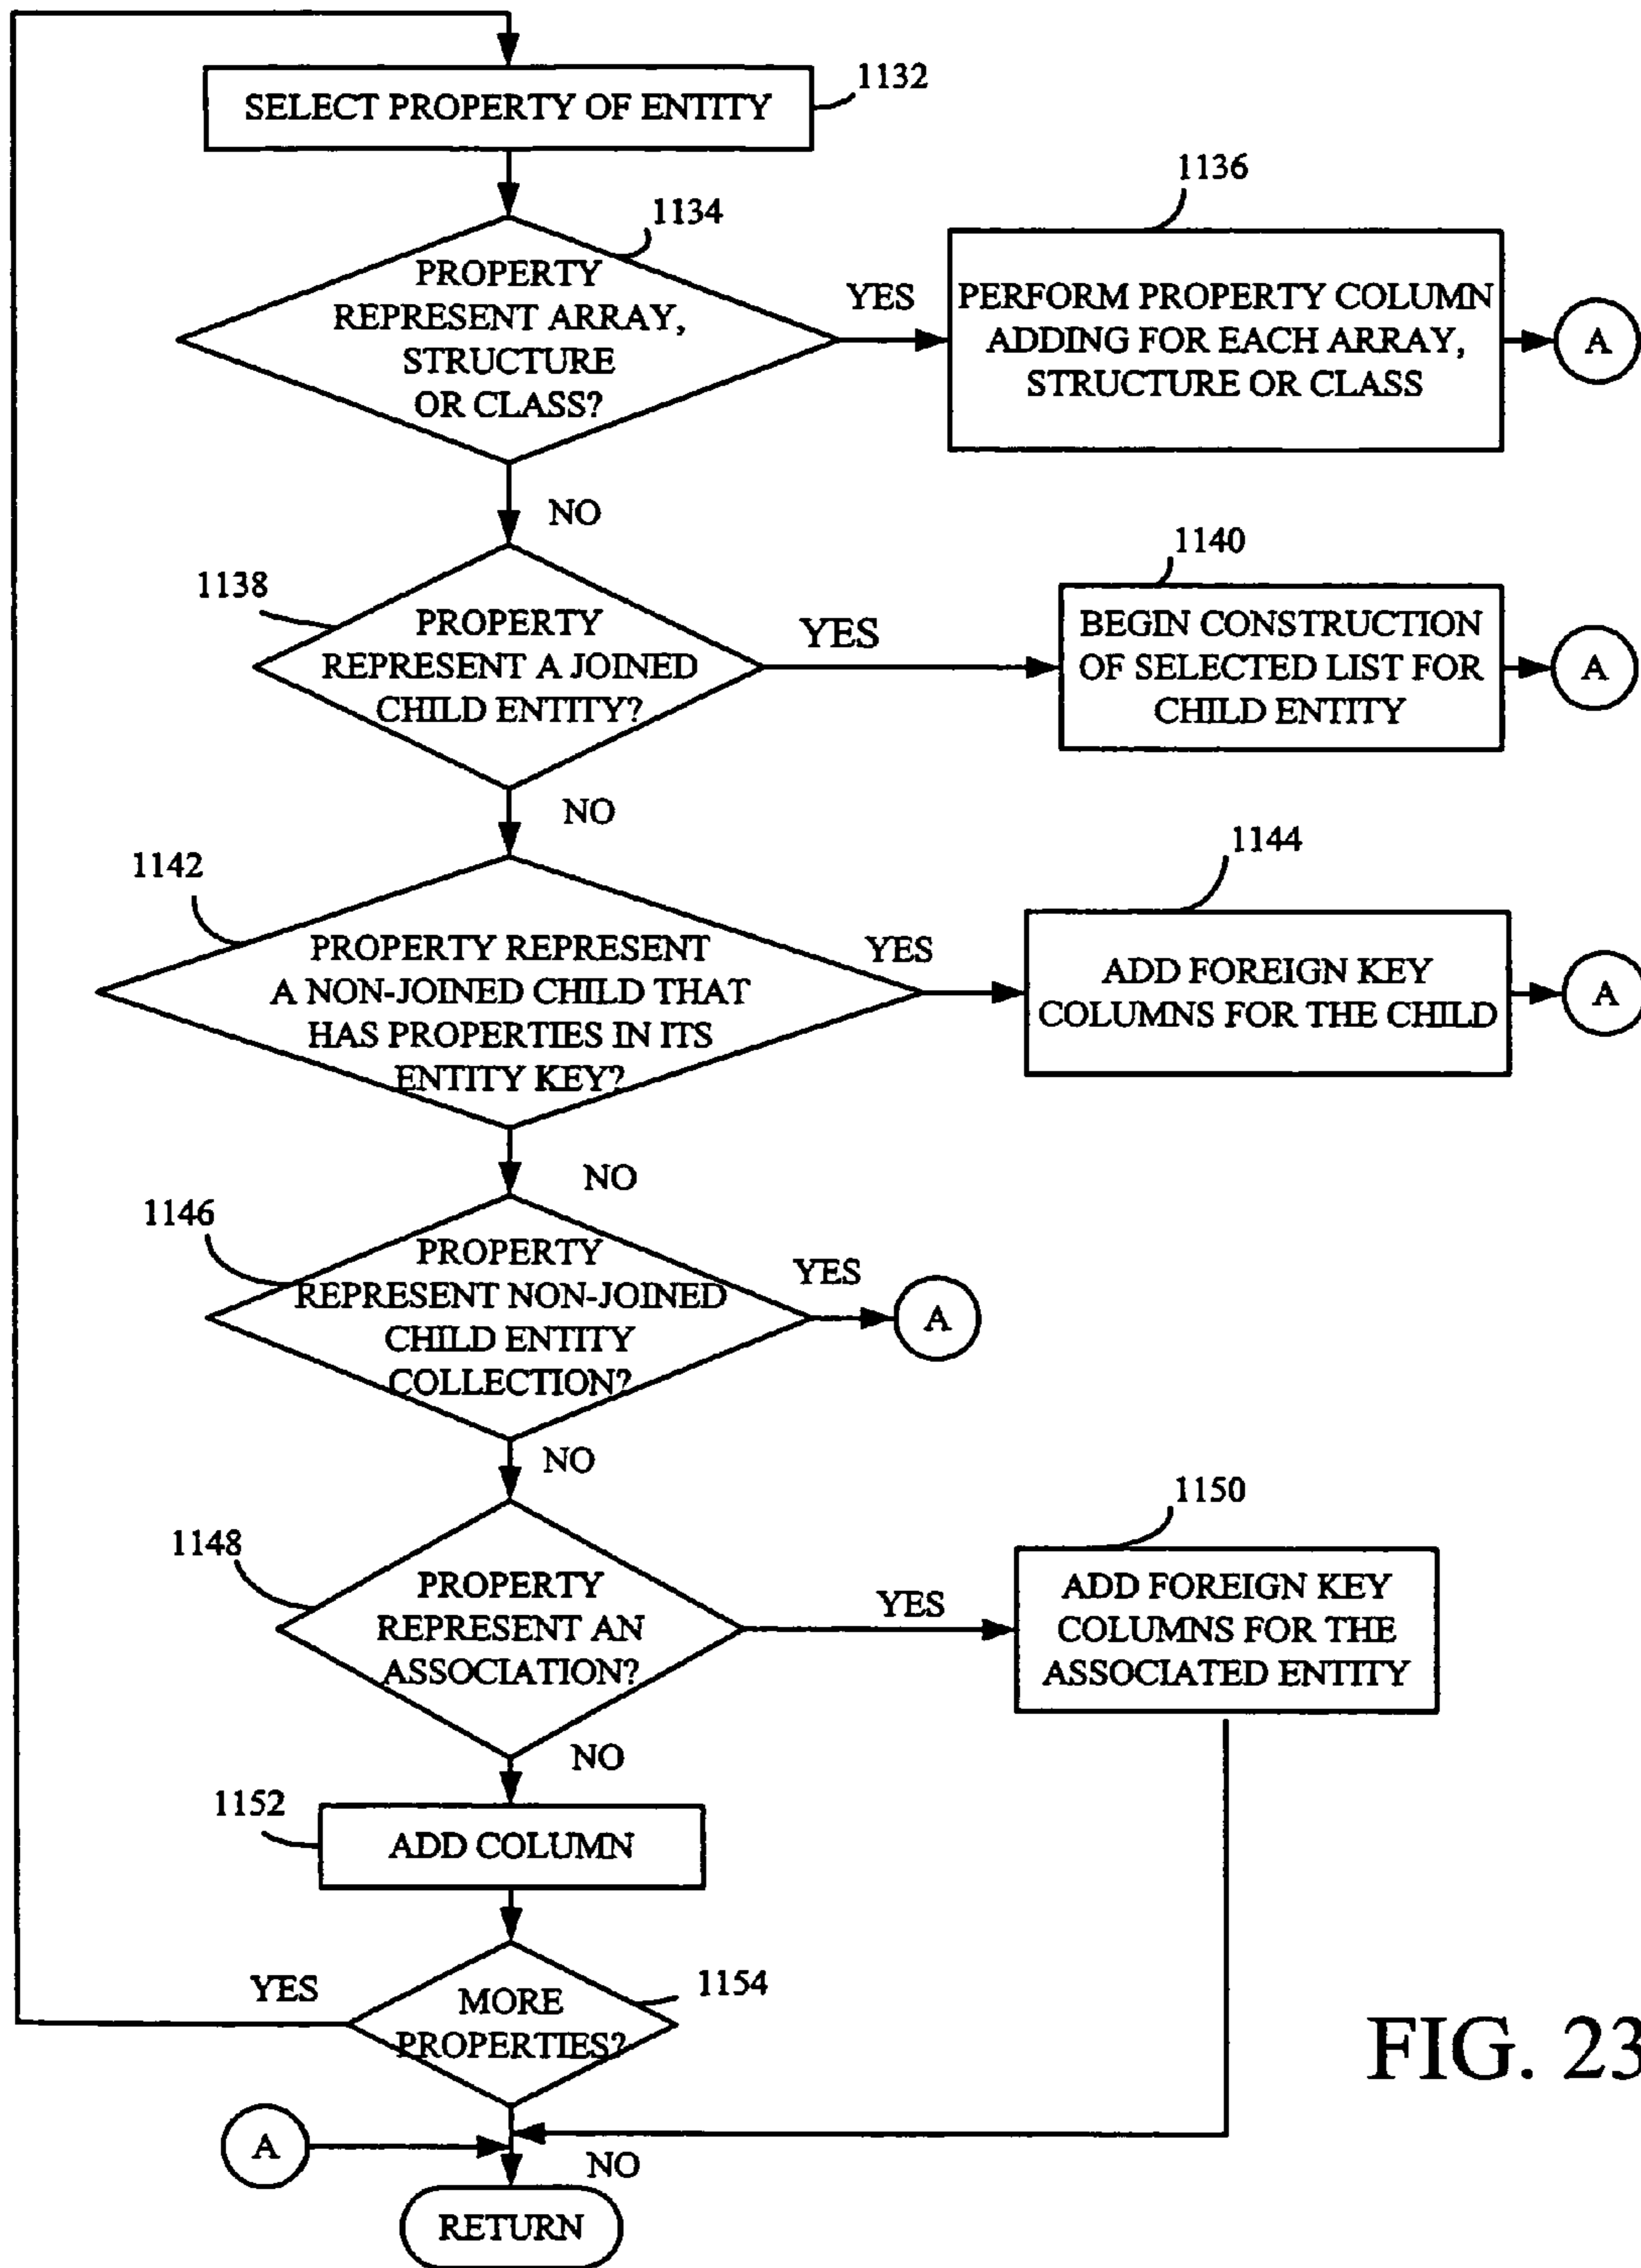 1132
SELECT PROPERTY OF ENTITY
1134
PROPERTY
REPRESENT ARRAY,
STRUCTURE
OR CLASS?
YES
1136
PERFORM PROPERTY COLUMN
ADDING FOR EACH ARRAY,
STRUCTURE OR CLASS
A
NO
1138
PROPERTY
REPRESENT A JOINED
CHILD ENTITY?
YES
1140
BEGIN CONSTRUCTION
OF SELECTED LIST FOR
CHILD ENTITY
A
NO
1142
PROPERTY REPRESENT
A NON-JOINED CHILD THAT
HAS PROPERTIES IN ITS
ENTITY KEY?
YES
1144
ADD FOREIGN KEY
COLUMNS FOR THE CHILD
A
NO
1146
PROPERTY
REPRESENT NON-JOINED
CHILD ENTITY
COLLECTION?
YES
A
NO
1148
PROPERTY
REPRESENT AN
ASSOCIATION?
YES
1150
ADD FOREIGN KEY
COLUMNS FOR THE
ASSOCIATED ENTITY
NO
1152
ADD COLUMN
YES
1154
MORE
PROPERTIES?
FIG. 23
A
NO
RETURN